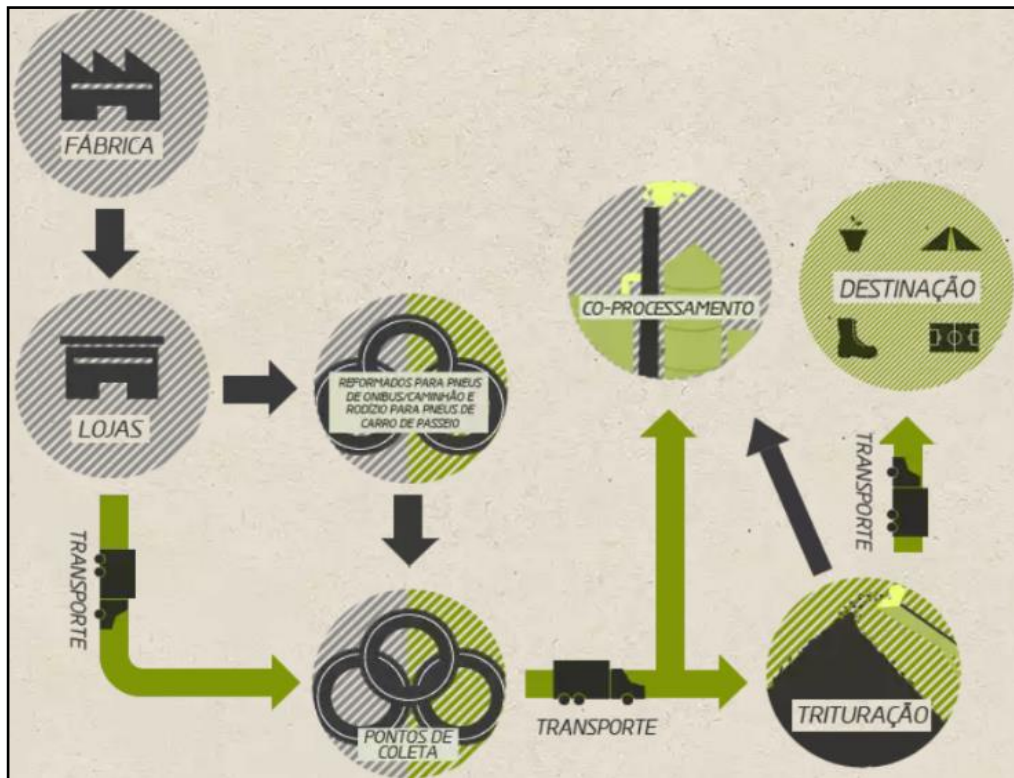 FÁBRICA
LOJAS
REFORMADOS PARA PNEUS
DE ONIBUS/CAMINHÃO E
RODÍZIO PARA PNEUS DE
CARRO DE PASSEIO
CO-PROCESSAMENTO
DESTINAÇÃO
TRANSPORTE
TRANSPORTE
PONTOS DE
COLETA
TRANSPORTE
TRITURAÇÃO